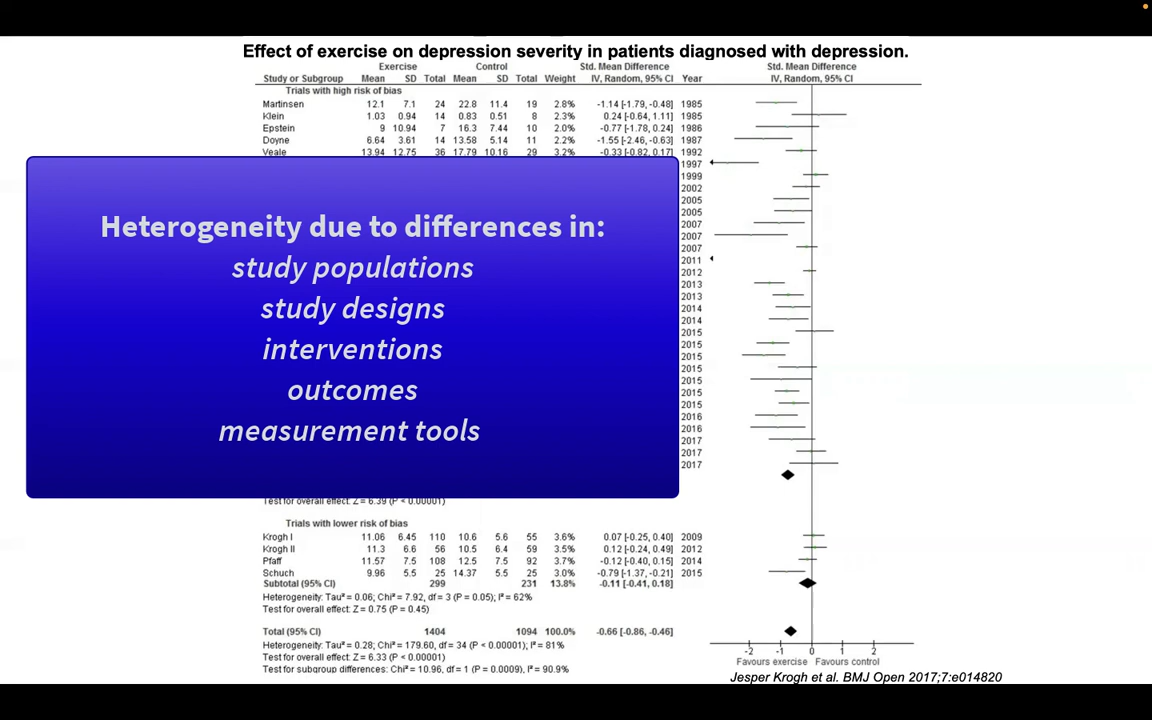 Effect of exercise on depression severity in patients diagnosed with depression.
Exercise Control Std. Mean Difference Std. Mean Difference
Study or Subgroup Mean SD Total Mean SD Total Weight IV, Random, 95% CI Year IV, Random, 95% CI
Trials with high risk of bias
Martinsen 12.1 7.1 24 22.8 11.4 19 2.8% -1.14 [-1.79, -0.48] 1985
Klein 1.03 0.94 14 0.83 0.51 8 2.3% 0.24 [-0.64, 1.11] 1985
Epstein 9 10.94 7 16.3 7.44 10 2.0% -0.77 [-1.78, 0.24] 1986
Doyne 6.64 3.61 14 13.58 5.14 11 2.2% -1.55 [-2.46, -0.63] 1987
Veale 13.94 12.75 36 17.79 10.16 29 3.2% -0.33 [-0.82, 0.17] 1992
1997
1999
2002
2005
2005
2007
2007
2007
2011
2012
2013
2013
2014
2014
2015
2015
2015
2015
2015
2015
2015
2016
2016
2017
2017
2017
Heterogeneity due to differences in:
study populations
study designs
interventions
outcomes
measurement tools
Test for overall effect: Z = 6.39 (P < 0.00001)
Trials with lower risk of bias
Krogh I 11.06 6.45 110 10.6 5.6 55 3.6% 0.07 [-0.25, 0.40] 2009
Krogh II 11.3 6.6 56 10.5 6.4 59 3.5% 0.12 [-0.24, 0.49] 2012
Pfaff 11.57 7.5 108 12.5 7.5 92 3.7% -0.12 [-0.40, 0.15] 2014
Schuch 9.96 5.5 25 14.37 5.5 25 3.0% -0.79 [-1.37, -0.21] 2015
Subtotal (95% CI) 299 231 13.8% -0.11 [-0.41, 0.18]
Heterogeneity: Tau² = 0.06; Chi² = 7.92, df = 3 (P = 0.05); I² = 62%
Test for overall effect: Z = 0.75 (P = 0.45)
Total (95% CI) 1404 1094 100.0% -0.66 [-0.86, -0.46]
Heterogeneity: Tau² = 0.28; Chi² = 179.60, df = 34 (P < 0.00001); I² = 81%
Test for overall effect: Z = 6.33 (P < 0.00001)
Test for subgroup differences: Chi² = 10.96, df = 1 (P = 0.0009), I² = 90.9%
-2 -1 0 1 2
Favours exercise Favours control
Jesper Krogh et al. BMJ Open 2017;7:e014820